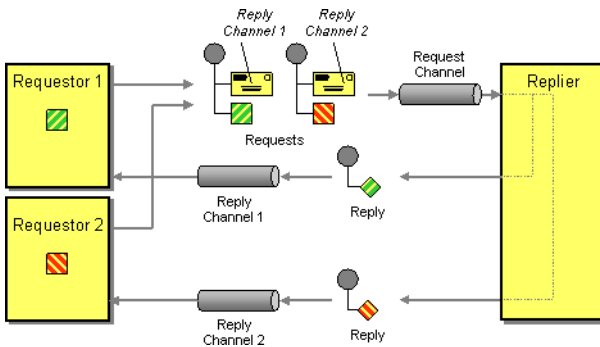 Reply
Channel 1
Reply
Channel 2
Requestor 1
Request
Channel
Replier
Requests
Reply
Channel 1
Reply
Requestor 2
Reply
Channel 2
Reply